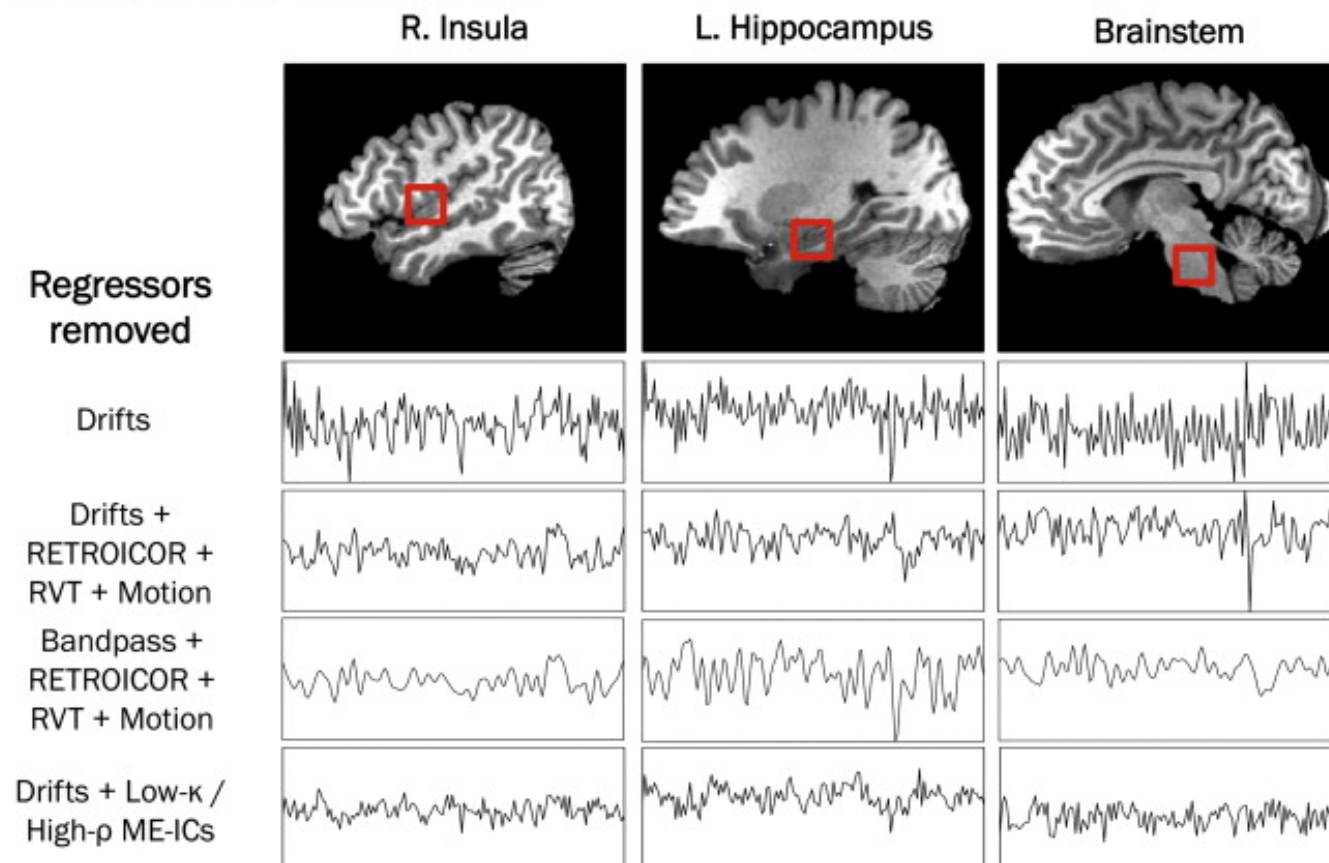 R. Insula
L. Hippocampus
Brainstem
Regressors
removed
Drifts
Drifts +
RETROICOR +
RVT + Motion
Bandpass +
RETROICOR +
RVT + Motion
Drifts + Low-κ /
High-ρ ME-ICs